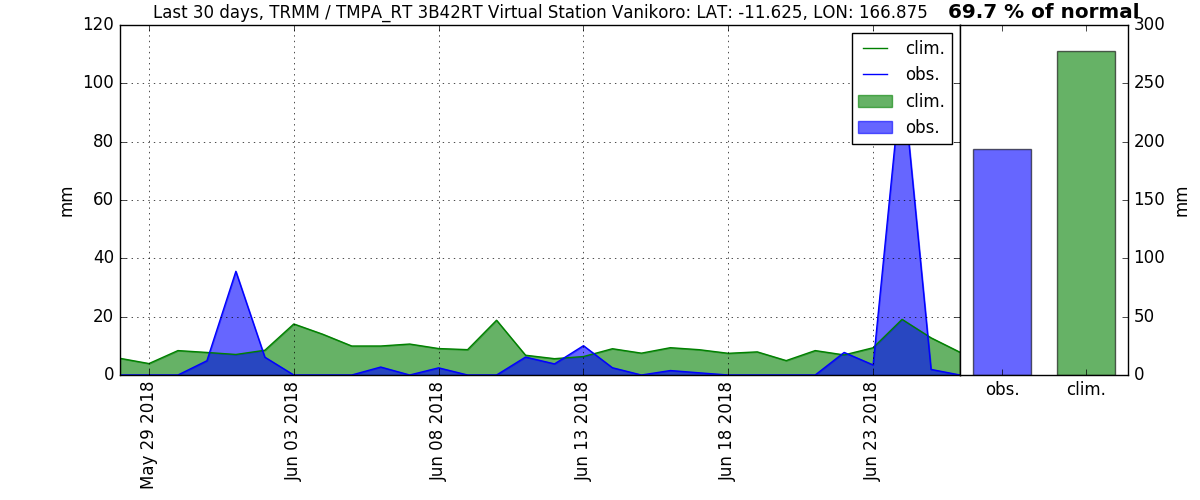 Last 30 days, TRMM / TMPA_RT 3B42RT Virtual Station Vanikoro: LAT: -11.625, LON: 166.875
69.7 % of normal
120
100
80
60
40
20
0
mm
clim.
obs.
clim.
obs.
300
250
200
150
100
50
0
mm
May 29 2018
Jun 03 2018
Jun 08 2018
Jun 13 2018
Jun 18 2018
Jun 23 2018
obs.
clim.